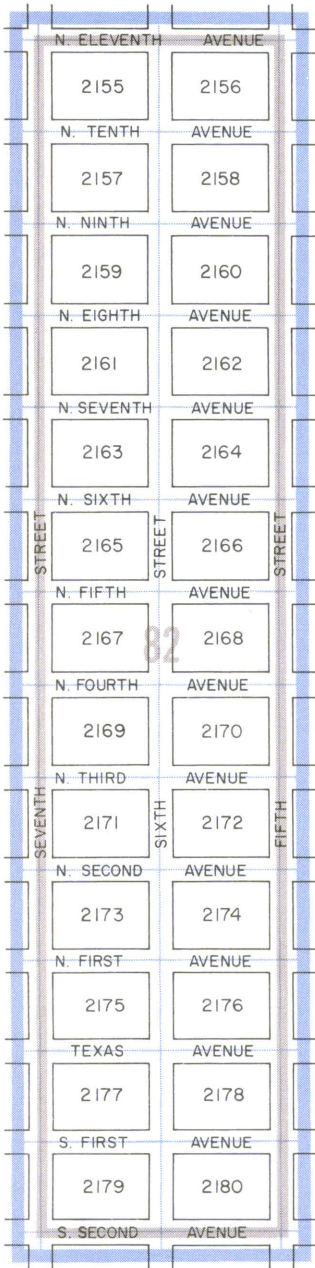 N. ELEVENTH AVENUE
2155 2156
N. TENTH AVENUE
2157 2158
N. NINTH AVENUE
2159 2160
N. EIGHTH AVENUE
2161 2162
N. SEVENTH AVENUE
2163 2164
N. SIXTH AVENUE
STREET 2165 STREET 2166 STREET
N. FIFTH AVENUE
2167 82 2168
N. FOURTH AVENUE
2169 2170
N. THIRD AVENUE
SEVENTH 2171 SIXTH 2172 FIFTH
N. SECOND AVENUE
2173 2174
N. FIRST AVENUE
2175 2176
TEXAS AVENUE
2177 2178
S. FIRST AVENUE
2179 2180
S. SECOND AVENUE